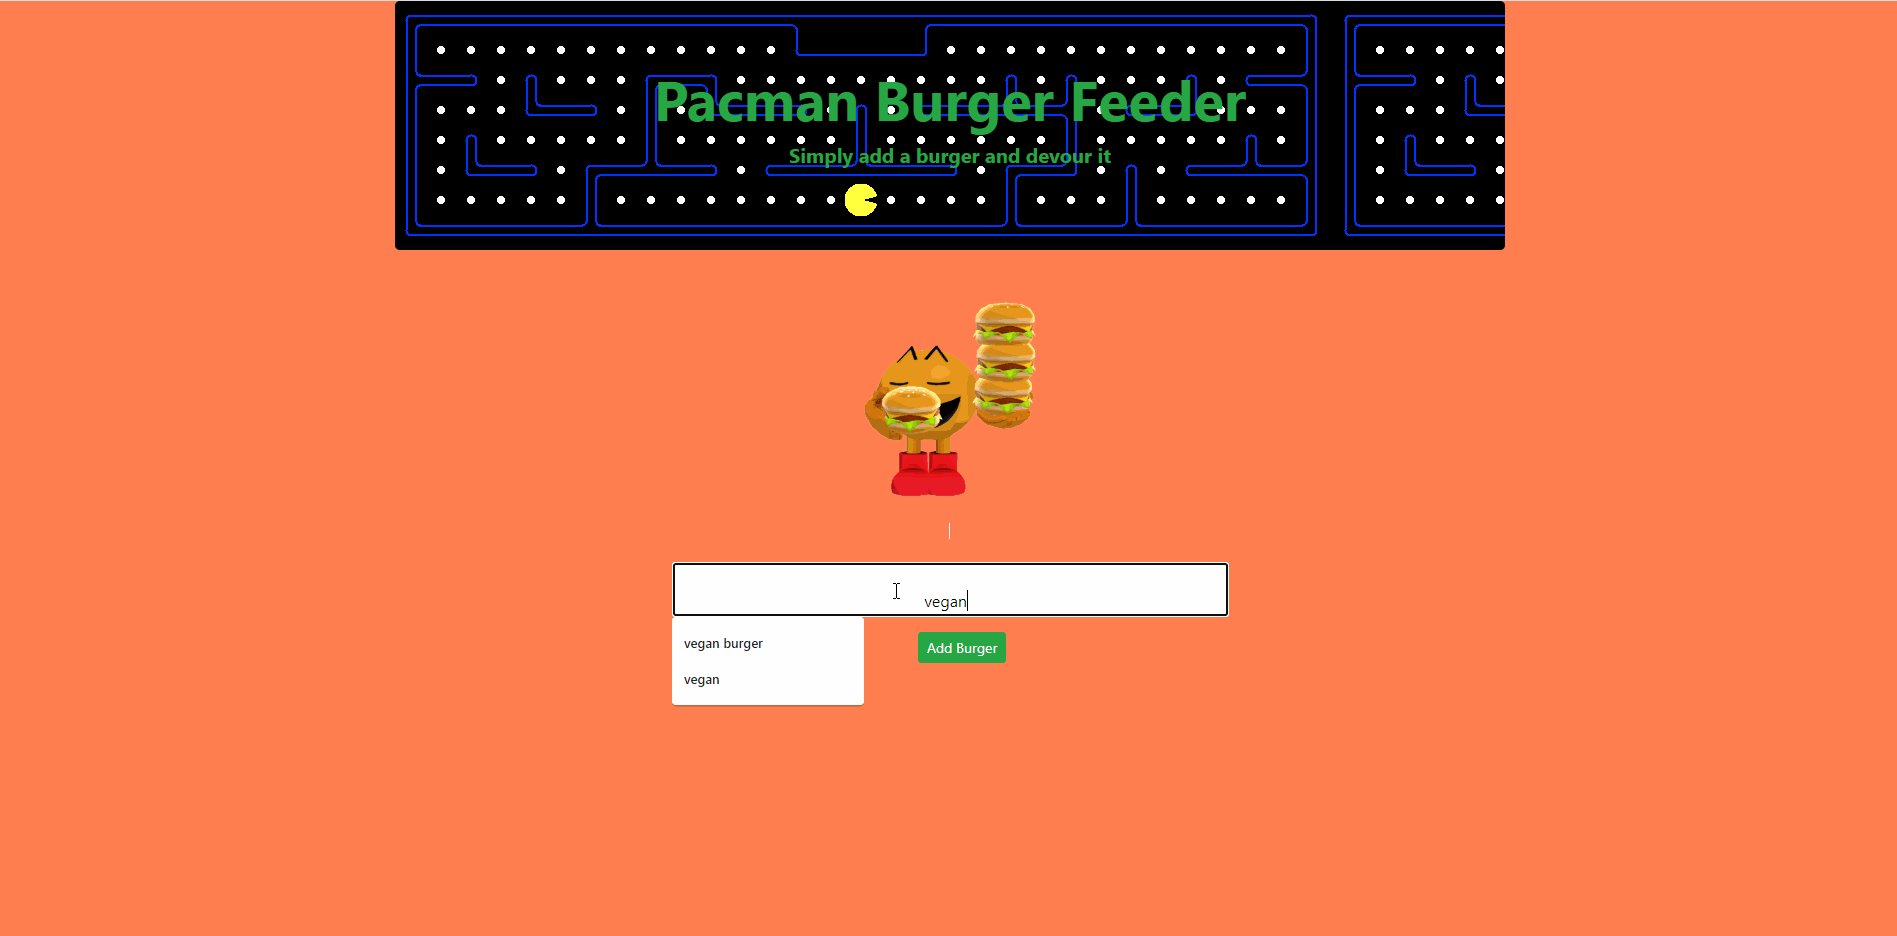 Pacman Burger Feeder
Simply add a burger and devour it
vegan
vegan burger
Add Burger
vegan